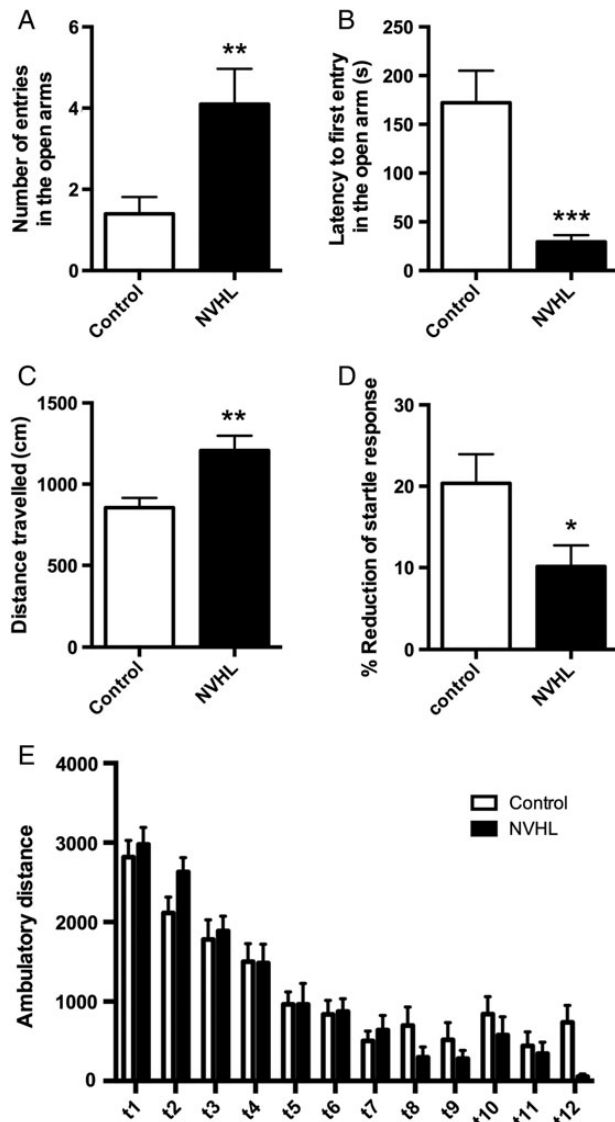 A
Number of entries
in the open arms
6
4
2
0
**
Control
NVHL
B
Latency to first entry
in the open arm (s)
250
200
150
100
50
0
***
Control
NVHL
C
Distance travelled (cm)
1500
1000
500
0
**
Control
NVHL
D
% Reduction of startle response
30
20
10
0
*
control
NVHL
E
Ambulatory distance
4000
3000
2000
1000
0
Control
NVHL
t1
t2
t3
t4
t5
t6
t7
t8
t9
t10
t11
t12